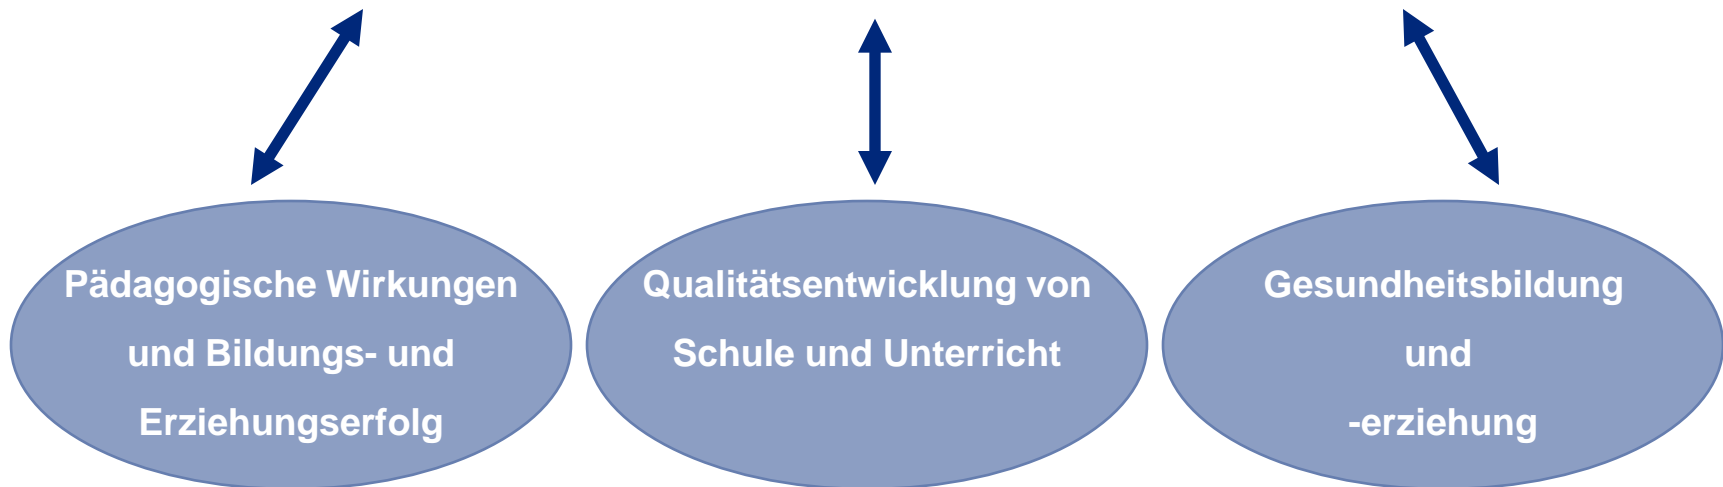 Pädagogische Wirkungen
und Bildungs- und
Erziehungserfolg
Qualitätsentwicklung von
Schule und Unterricht
Gesundheitsbildung
und
-erziehung